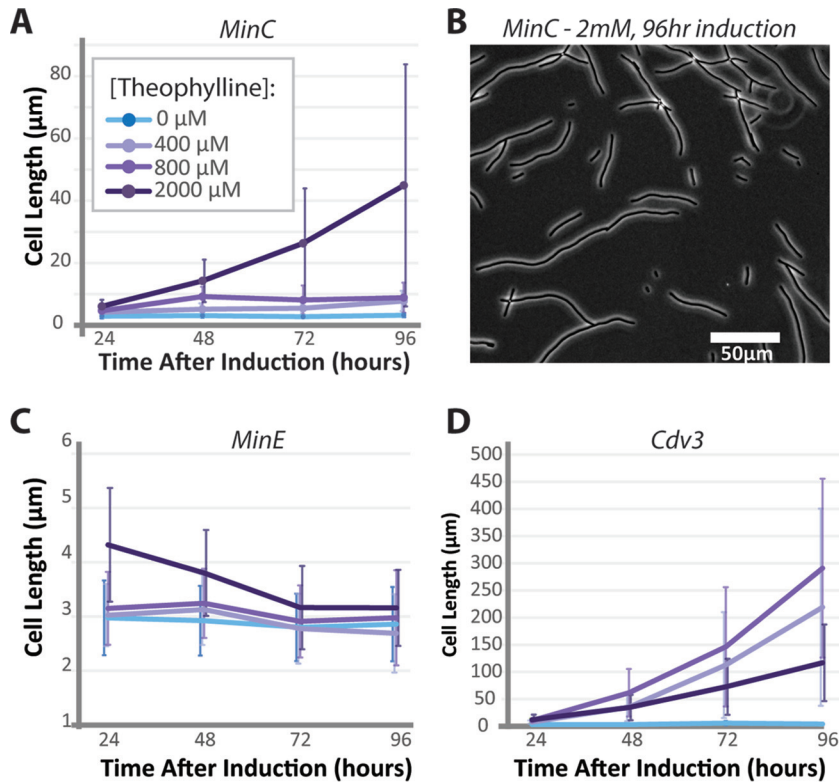 A
MinC
80
60
40
20
0
Cell Length (μm)
[Theophylline]:
0 μM
400 μM
800 μM
2000 μM
24
48
72
96
Time After Induction (hours)
B
MinC - 2mM, 96hr induction
50μm
C
MinE
6
5
4
3
2
1
Cell Length (μm)
24
48
72
96
Time After Induction (hours)
D
Cdv3
500
450
400
350
300
250
200
150
100
50
0
Cell Length (μm)
24
48
72
96
Time After Induction (hours)